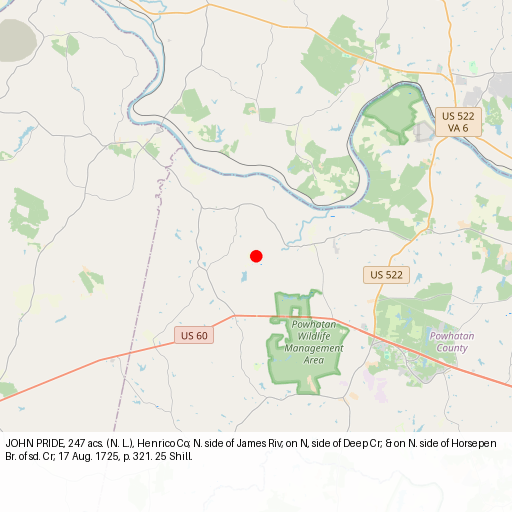 US 522
VA 6
US 522
US 60
Powhatan
Wildlife
Management
Area
Powhatan
County
JOHN PRIDE, 247 acs. (N. L.), Henrico Co; N. side of James Riv; on N, side of Deep Cr; & on N. side of Horsepen
Br. of sd. Cr; 17 Aug. 1725, p. 321. 25 Shill.